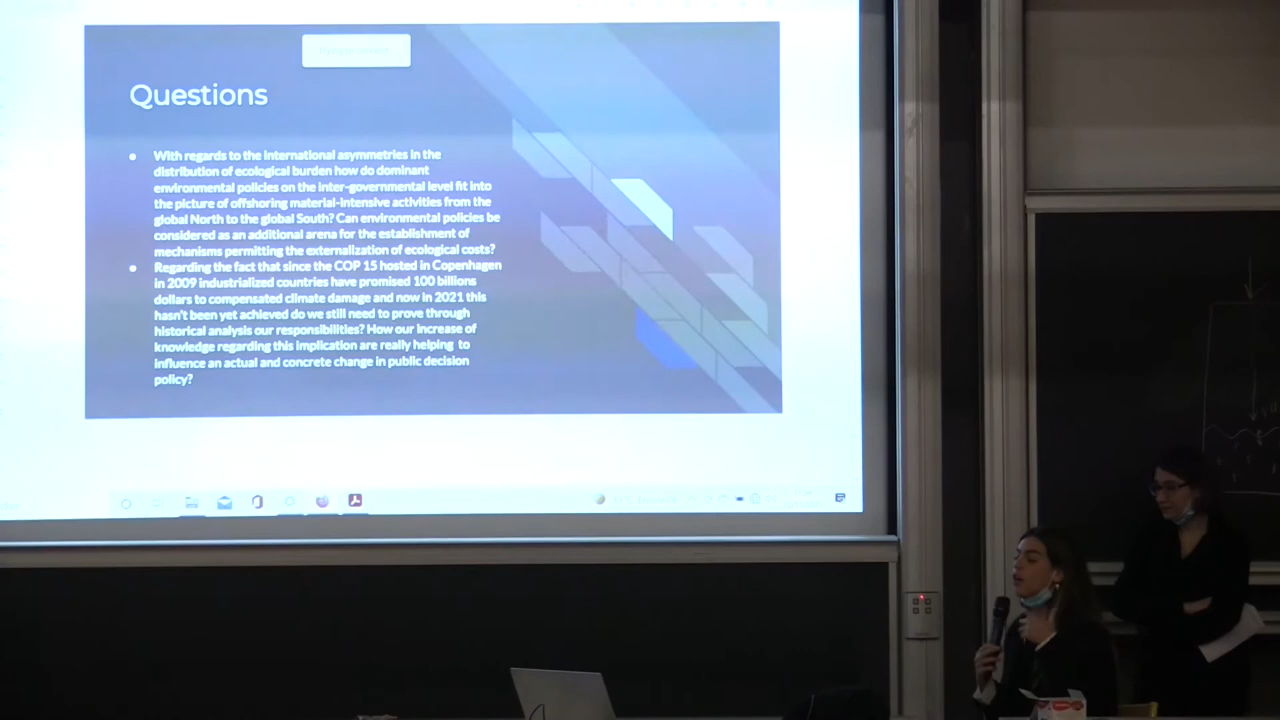 Questions
With regards to the international asymmetries in the
distribution of ecological burden how do dominant
environmental policies on the inter-governmental level fit into
the picture of offshoring material-intensive activities from the
global North to the global South? Can environmental policies be
considered as an additional arena for the establishment of
mechanisms permitting the externalization of ecological costs?
Regarding the fact that since the COP 15 hosted in Copenhagen
in 2009 industrialized countries have promised 100 billions
dollars to compensated climate damage and now in 2021 this
hasn't been yet achieved do we still need to prove through
historical analysis our responsibilities? How our increase of
knowledge regarding this implication are really helping to
influence an actual and concrete change in public decision
policy?